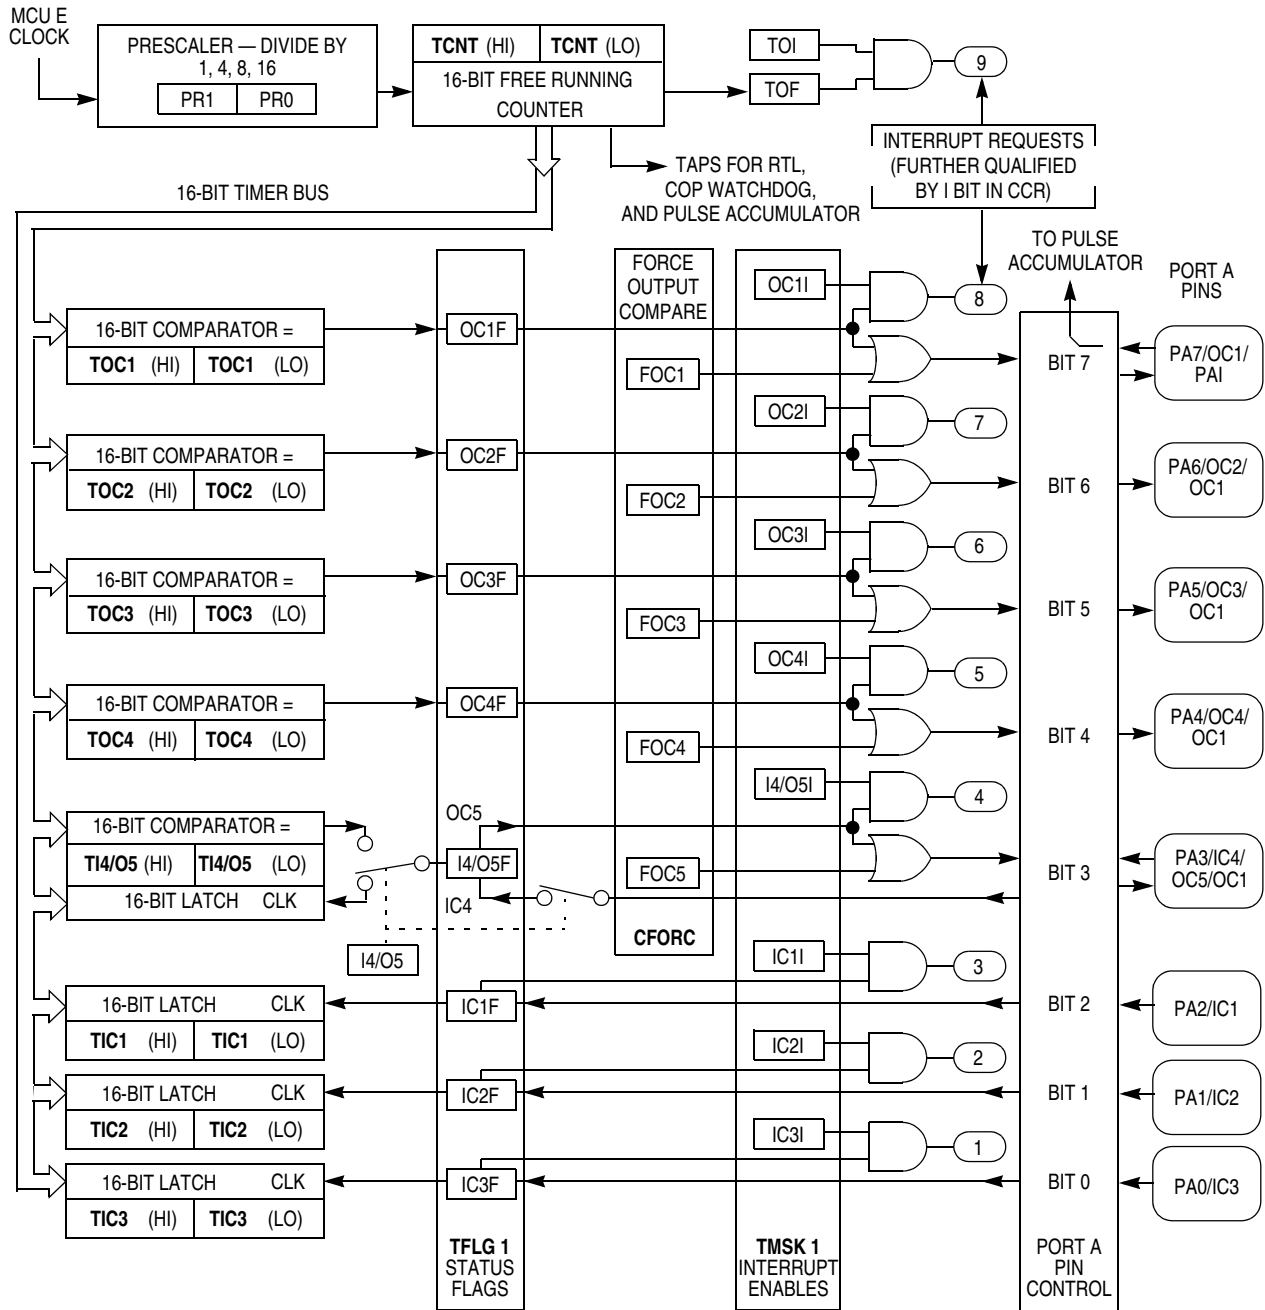 MCU E
CLOCK
PRESCALER — DIVIDE BY
1, 4, 8, 16
PR1 PR0
TCNT (HI) TCNT (LO)
16-BIT FREE RUNNING
COUNTER
TOI
TOF
9
INTERRUPT REQUESTS
(FURTHER QUALIFIED
BY I BIT IN CCR)
TAPS FOR RTL,
COP WATCHDOG,
AND PULSE ACCUMULATOR
16-BIT TIMER BUS
TO PULSE
ACCUMULATOR
PORT A
PINS
FORCE
OUTPUT
COMPARE
OC1I
8
16-BIT COMPARATOR =
TOC1 (HI) TOC1 (LO)
OC1F
FOC1
BIT 7
PA7/OC1/
PAI
OC2I
7
16-BIT COMPARATOR =
TOC2 (HI) TOC2 (LO)
OC2F
FOC2
BIT 6
PA6/OC2/
OC1
OC3I
6
16-BIT COMPARATOR =
TOC3 (HI) TOC3 (LO)
OC3F
FOC3
BIT 5
PA5/OC3/
OC1
OC4I
5
16-BIT COMPARATOR =
TOC4 (HI) TOC4 (LO)
OC4F
FOC4
BIT 4
PA4/OC4/
OC1
I4/O5I
4
16-BIT COMPARATOR =
TI4/O5 (HI) TI4/O5 (LO)
16-BIT LATCH CLK
OC5
I4/O5F
IC4
FOC5
BIT 3
PA3/IC4/
OC5/OC1
CFORC
I4/O5
IC1I
3
16-BIT LATCH CLK
TIC1 (HI) TIC1 (LO)
IC1F
BIT 2
PA2/IC1
IC2I
2
16-BIT LATCH CLK
TIC2 (HI) TIC2 (LO)
IC2F
BIT 1
PA1/IC2
IC3I
1
16-BIT LATCH CLK
TIC3 (HI) TIC3 (LO)
IC3F
BIT 0
PA0/IC3
TFLG 1
STATUS
FLAGS
TMSK 1
INTERRUPT
ENABLES
PORT A
PIN
CONTROL